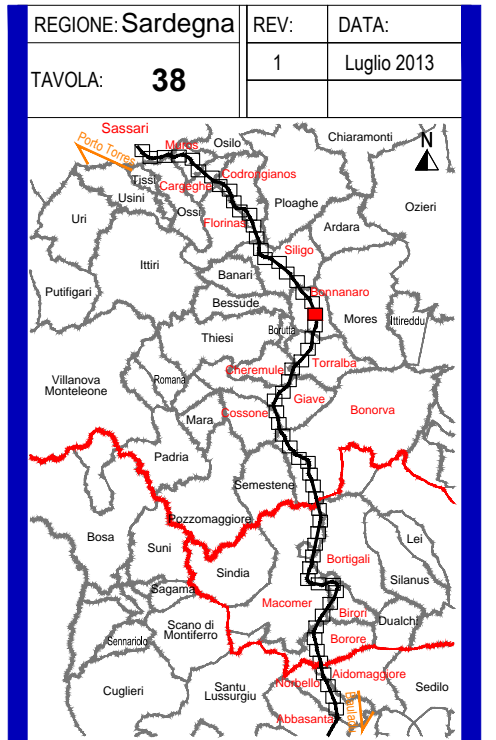 REGIONE: Sardegna
REV:
DATA:
TAVOLA: 38
1
Luglio 2013
Sassari
Porto Torres
Muros
Osilo
Chiaramonti
N
Tissi
Cargeghe
Codrongianos
Usini
Ossi
Ploaghe
Ozieri
Uri
Florinas
Ardara
Siligo
Ittiri
Banari
Putifigari
Bessude
Bonnanaro
Thiesi
Borutta
Mores
Ittireddu
Cheremule
Torralba
Villanova
Monteleone
Romana
Giave
Cossone
Bonorva
Mara
Padria
Semestene
Pozzomaggiore
Bosa
Suni
Lei
Bortigali
Sindia
Silanus
Sagama
Macomer
Birori
Dualchi
Scano di
Montiferro
Sennariolo
Borore
Norbello
Aidomaggiore
Sedilo
Cuglieri
Santu
Lussurgiu
Abbasanta